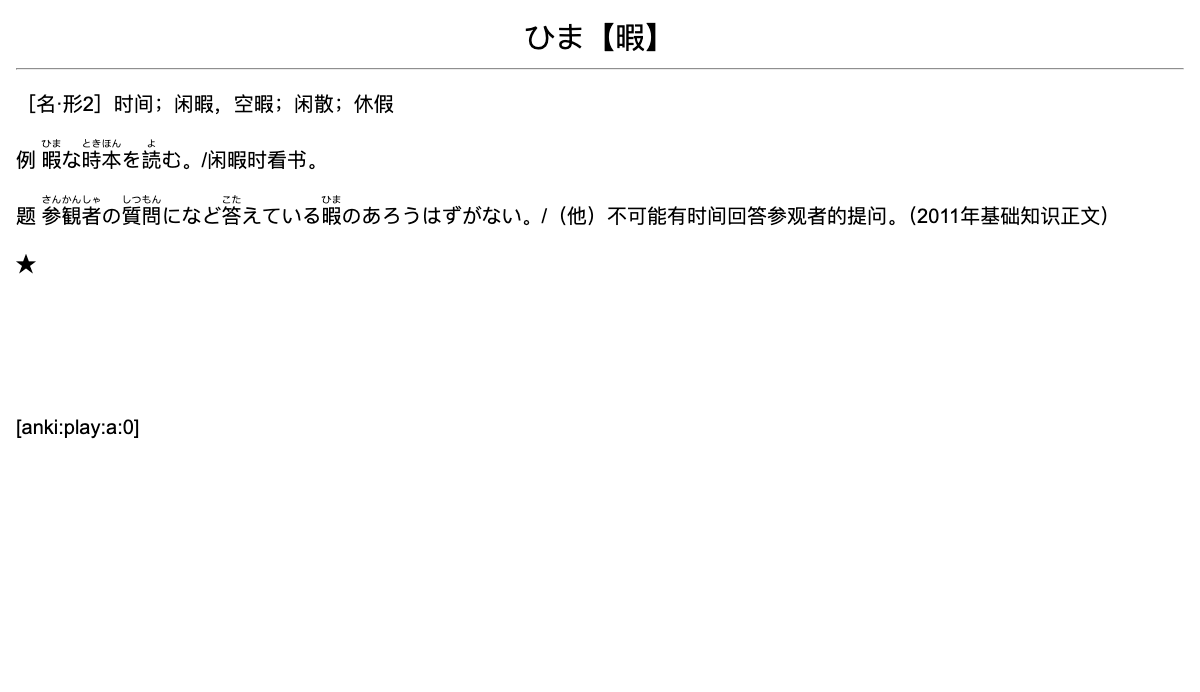 ひま【暇】
［名·形2］时间；闲暇，空暇；闲散；休假
ひま ときほん よ
例 暇な時本を読む。/闲暇时看书。
さんかんしゃ しつもん こた ひま
题 参観者の質問になど答えている暇のあろうはずがない。/（他）不可能有时间回答参观者的提问。（2011年基础知识正文）
★
[anki:play:a:0]